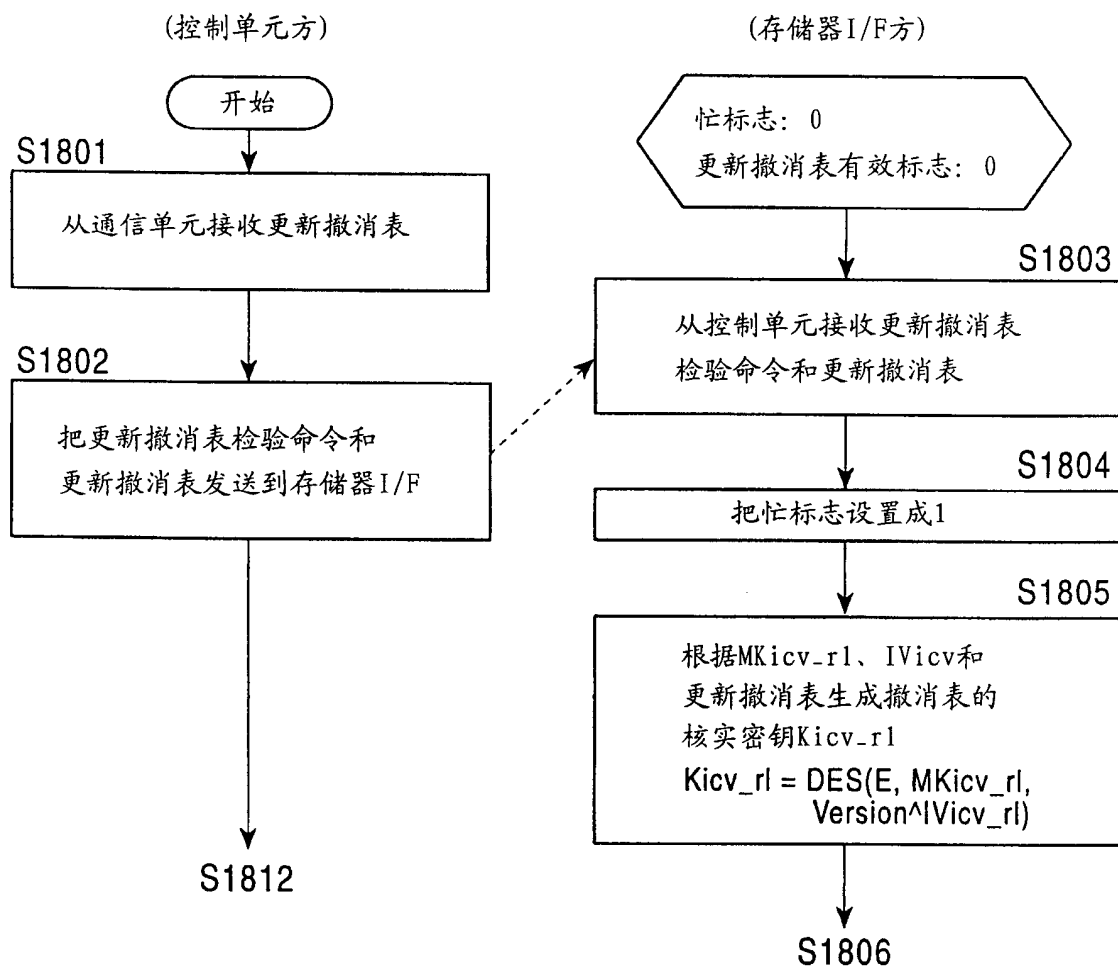 (控制单元方)
开始
S1801
从通信单元接收更新撤消表
S1802
把更新撤消表检验命令和
更新撤消表发送到存储器I/F
S1812
(存储器I/F方)
忙标志: 0
更新撤消表有效标志: 0
S1803
从控制单元接收更新撤消表
检验命令和更新撤消表
S1804
把忙标志设置成1
S1805
根据MKicv_rl、IVicv和
更新撤消表生成撤消表的
核实密钥Kicv_rl
Kicv_rl = DES(E, MKicv_rl,
Version^IVicv_rl)
S1806